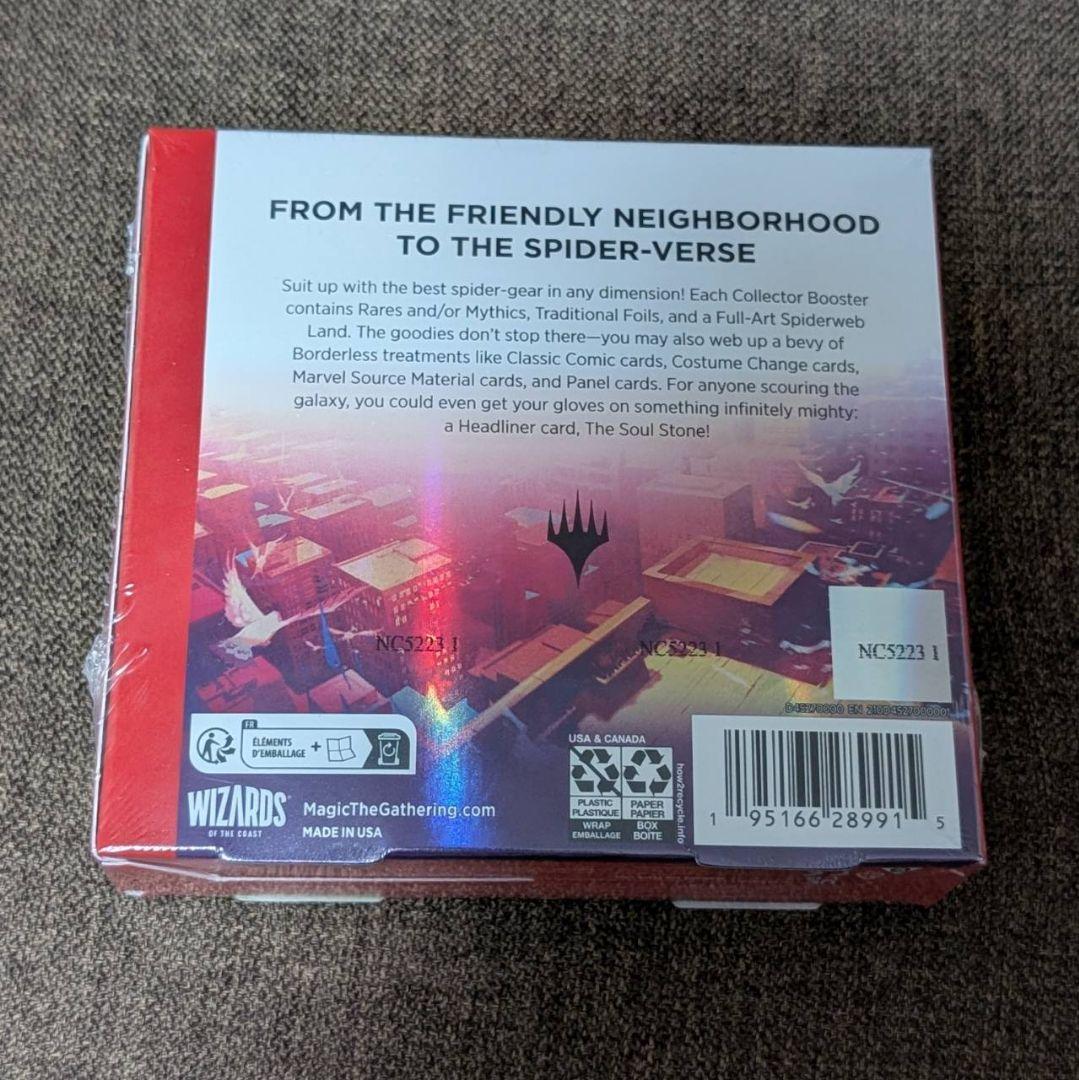 FROM THE FRIENDLY NEIGHBORHOOD
TO THE SPIDER-VERSE
Suit up with the best spider-gear in any dimension! Each Collector Booster
contains Rares and/or Mythics, Traditional Foils, and a Full-Art Spiderweb
Land. The goodies don't stop there—you may also web up a bevy of
Borderless treatments like Classic Comic cards, Costume Change cards,
Marvel Source Material cards, and Panel cards. For anyone scouring the
galaxy, you could even get your gloves on something infinitely mighty:
a Headliner card, The Soul Stone!
NC5223 1 NC5223 1 NC5223 1
FR
ÉLÉMENTS
D'EMBALLAGE +
WIZARDS
OF THE COAST
MagicTheGathering.com
MADE IN USA
USA & CANADA
PLASTIC
PLASTIQUE
WRAP
EMBALLAGE
PAPER
PAPIER
BOX
BOÎTE
how2recycle.info
1 95166 28991 5